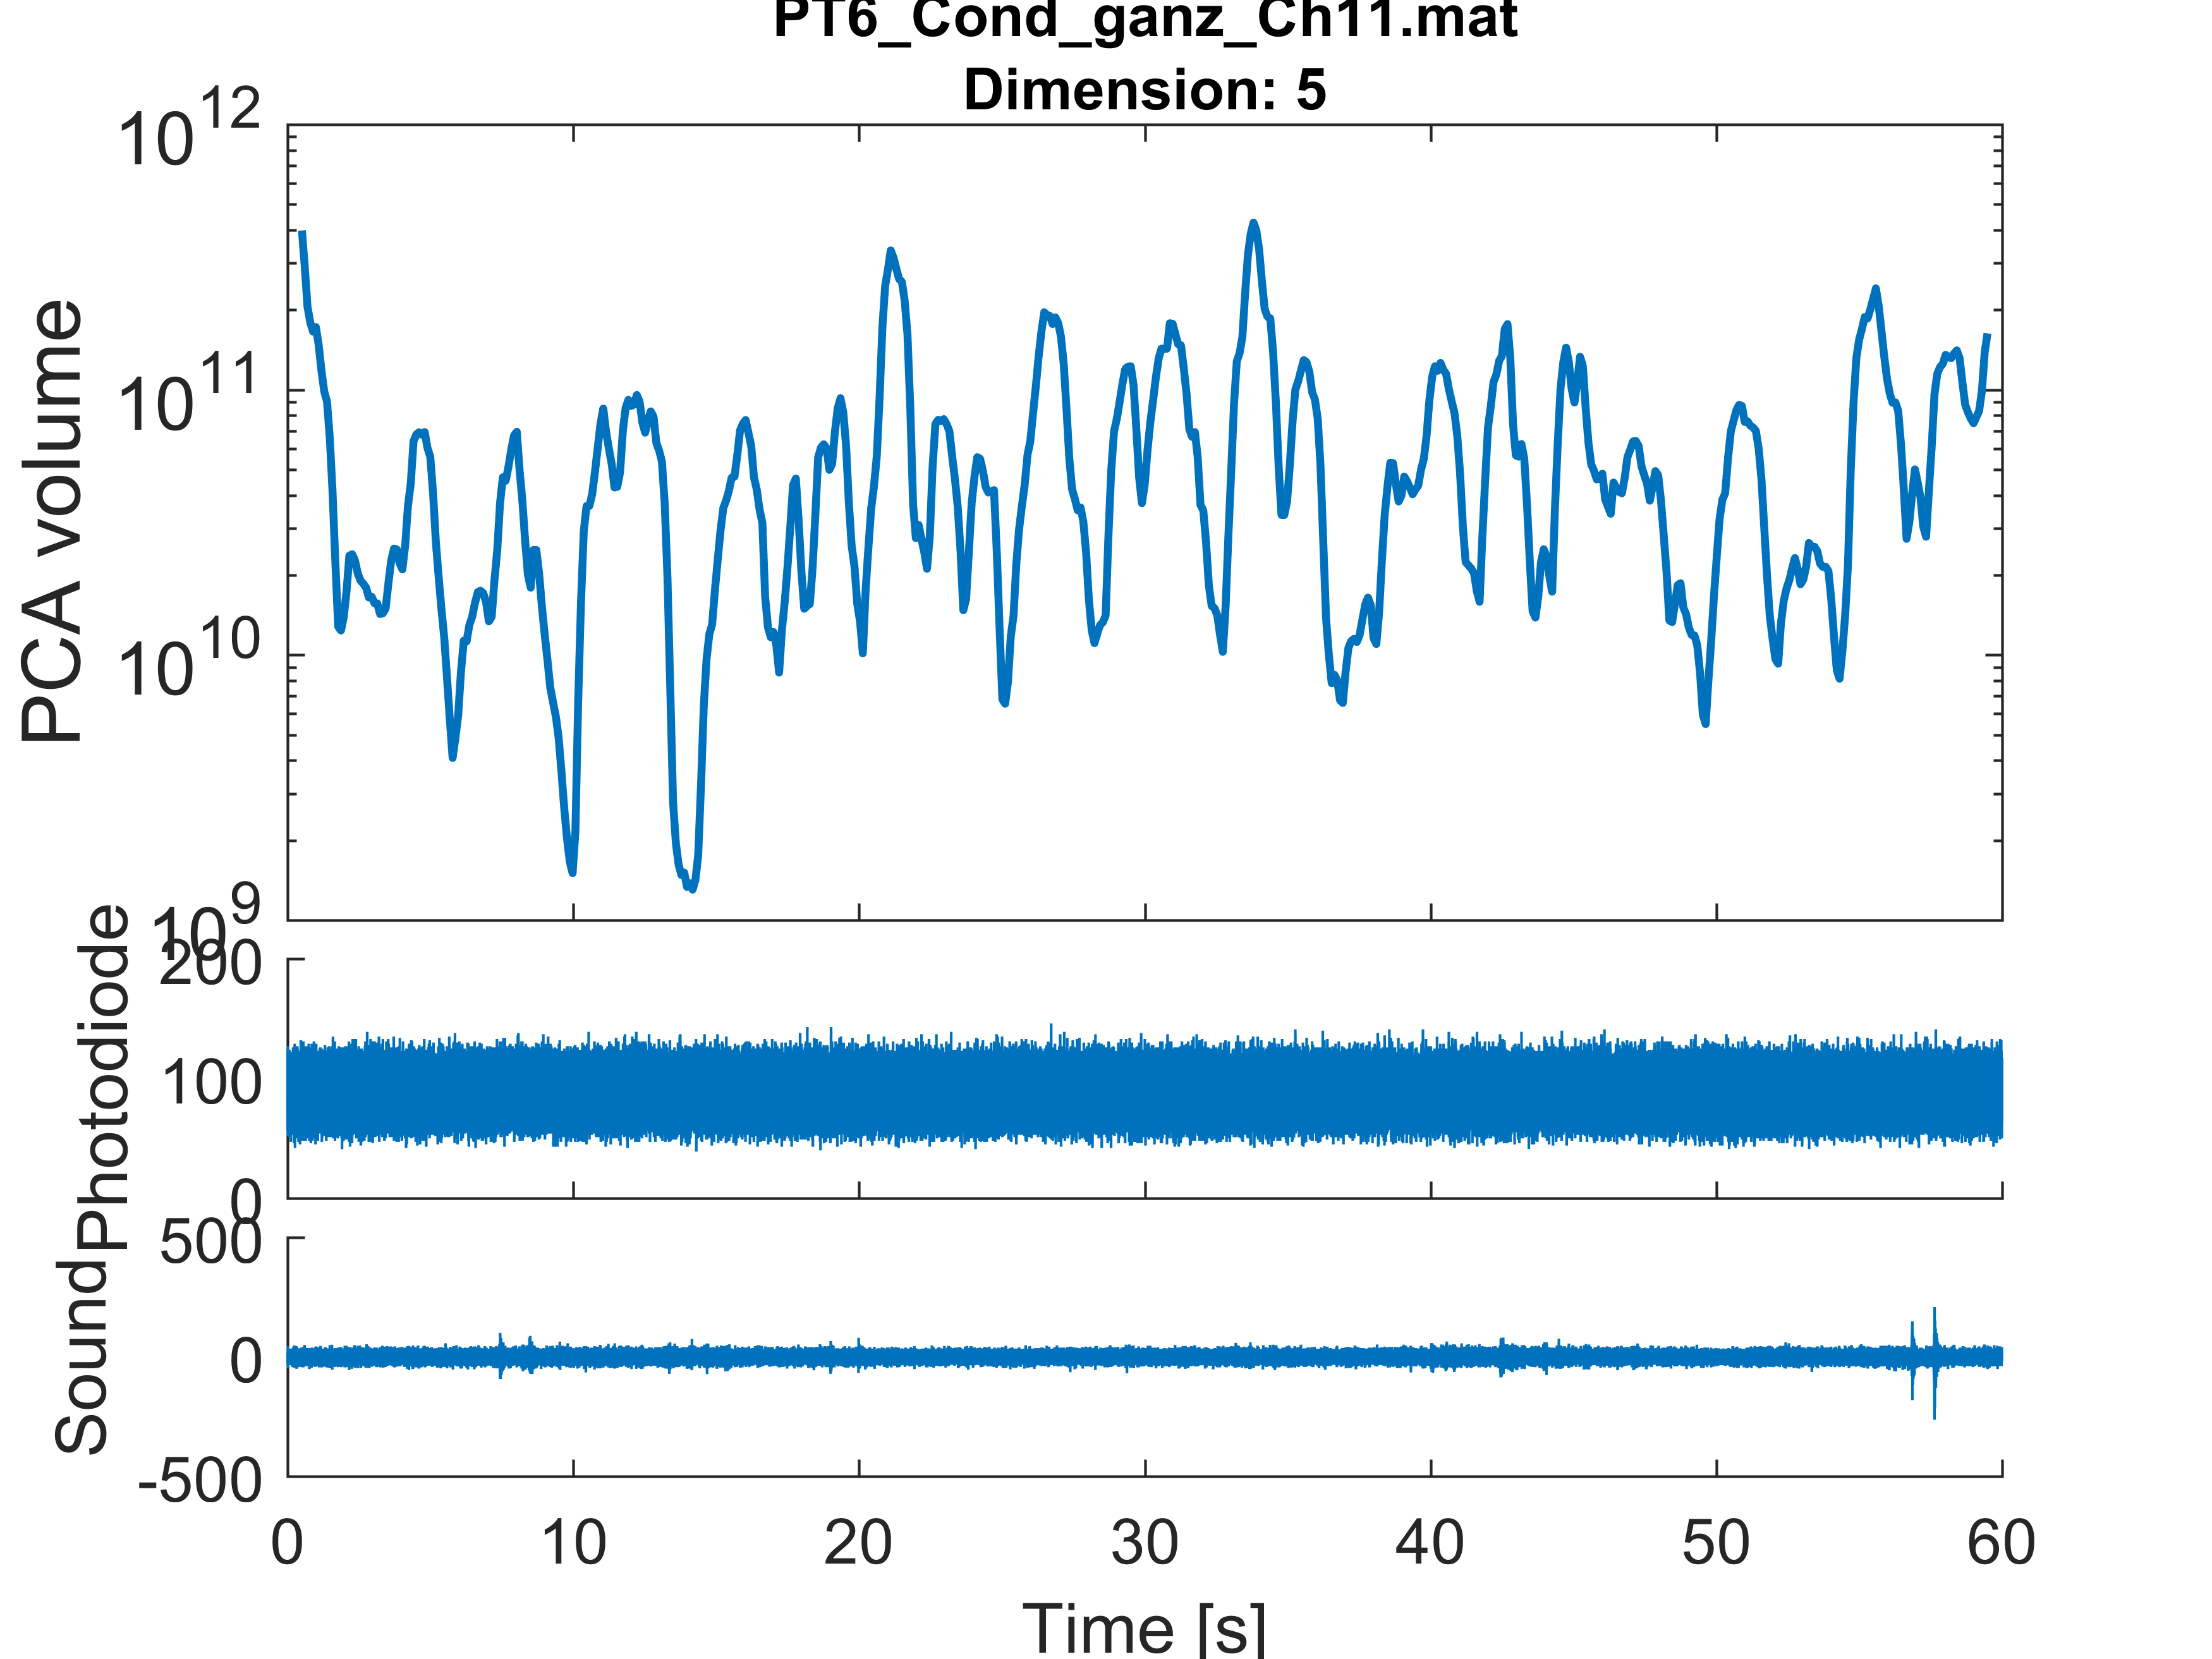 PT6_Cond_ganz_Ch11.mat
Dimension: 5
PCA volume
10^12
10^11
10^10
10^9
Photodiode
200
100
0
Sound
500
0
-500
0 10 20 30 40 50 60
Time [s]